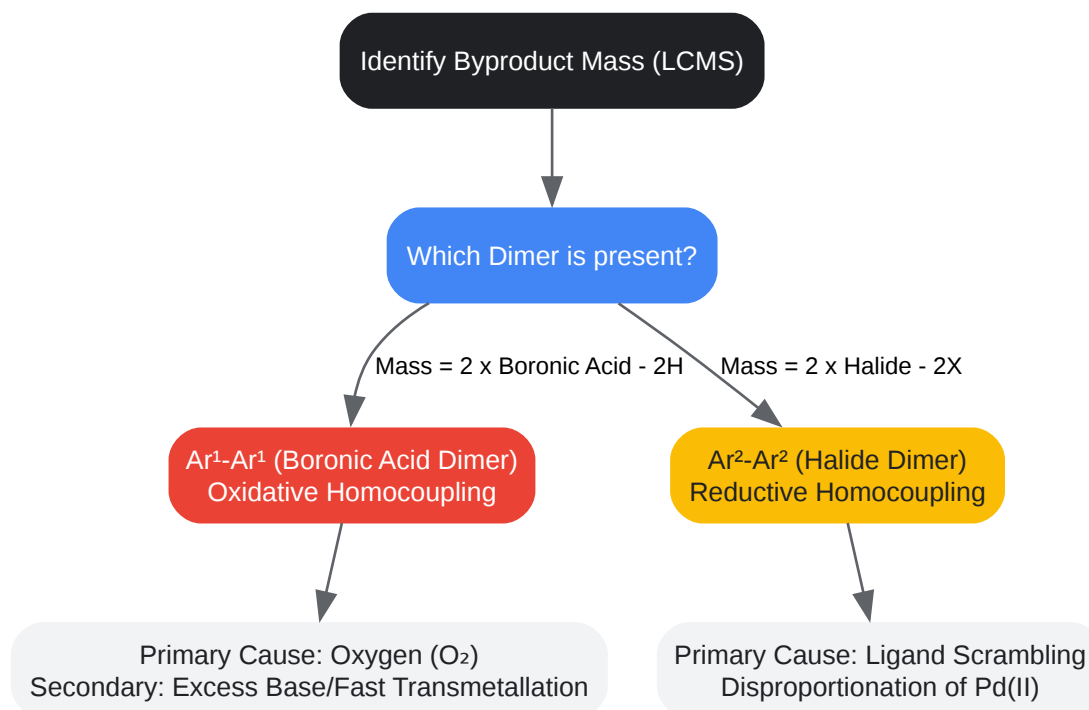 Identify Byproduct Mass (LCMS)
Which Dimer is present?
Mass = 2 x Boronic Acid - 2H
Mass = 2 x Halide - 2X
Ar¹-Ar¹ (Boronic Acid Dimer)
Oxidative Homocoupling
Ar²-Ar² (Halide Dimer)
Reductive Homocoupling
Primary Cause: Oxygen (O₂)
Secondary: Excess Base/Fast Transmetallation
Primary Cause: Ligand Scrambling
Disproportionation of Pd(II)